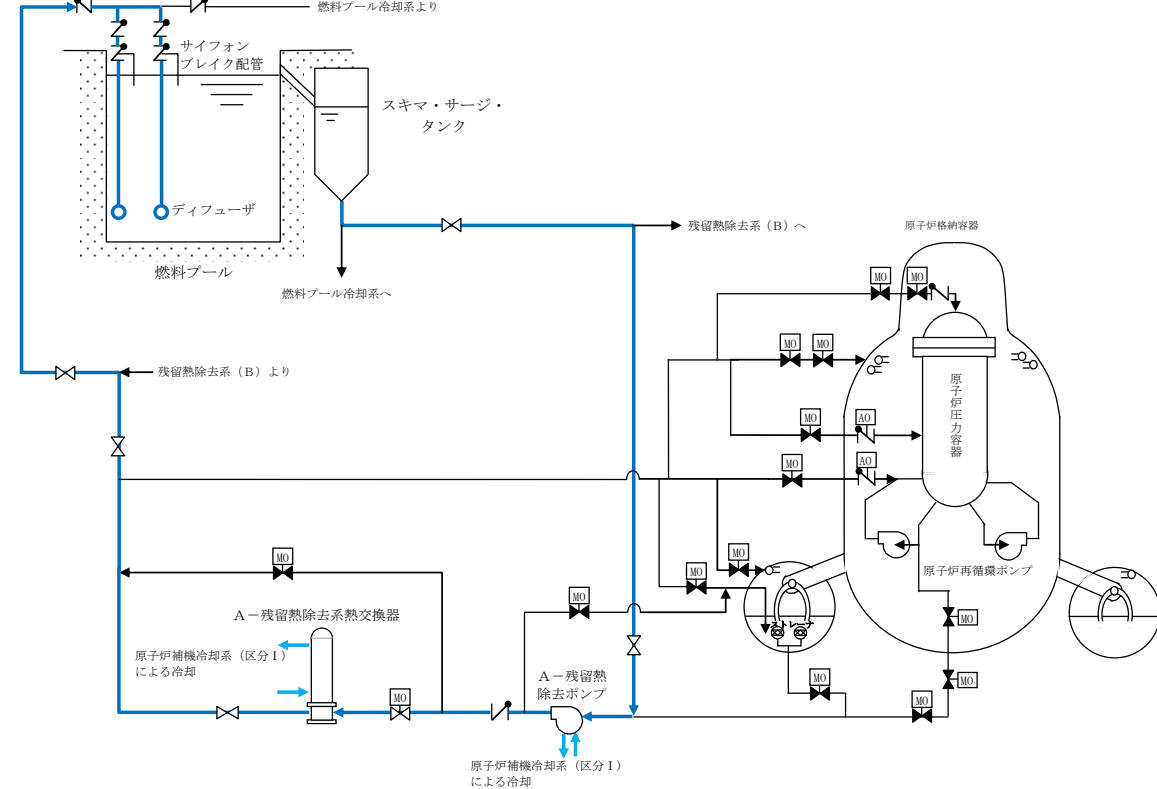 燃料プール冷却系より
サイフォン
ブレイク配管
スキマ・サージ・
タンク
ディフューザ
燃料プール
残留熱除去系(B)へ
燃料プール冷却系へ
原子炉格納容器
MO
MO
MO
MO
残留熱除去系(B)より
原子炉圧力容器
MO
AO
MO
AO
MO
MO
MO
原子炉再循環ポンプ
MO
A-残留熱除去系熱交換器
MO
ストレーナ
原子炉補機冷却系(区分Ⅰ)
による冷却
A-残留熱
除去ポンプ
MO
MO
MO
MO
原子炉補機冷却系(区分Ⅰ)
による冷却